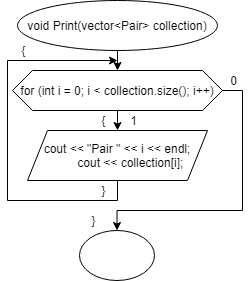 void Print(vector<Pair> collection)
{
0
for (int i = 0; i < collection.size(); i++)
{ 1
cout << "Pair " << i << endl;
cout << collection[i];
}
}